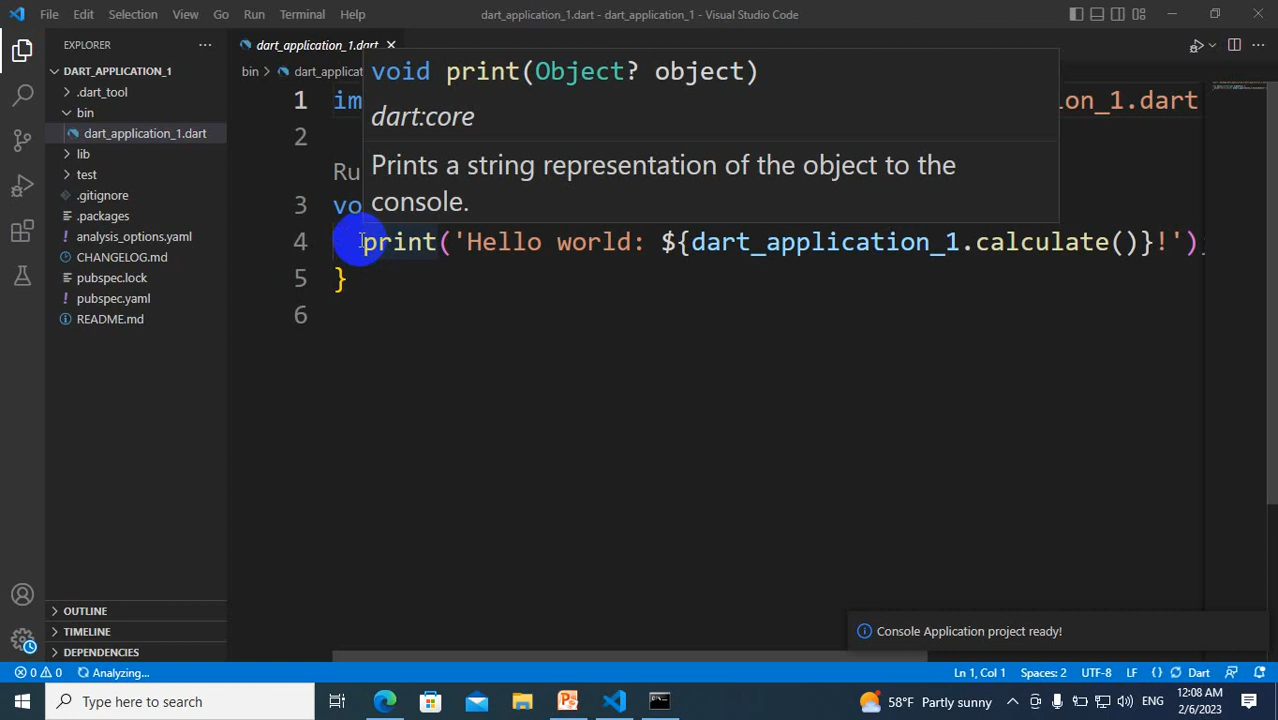 File Edit Selection View Go Run Terminal Help dart_application_1.dart - dart_application_1 - Visual Studio Code
EXPLORER
DART_APPLICATION_1
.dart_tool
bin
dart_application_1.dart
lib
test
.gitignore
.packages
analysis_options.yaml
CHANGELOG.md
pubspec.lock
pubspec.yaml
README.md
OUTLINE
TIMELINE
DEPENDENCIES
dart_application_1.dart
bin > dart_applicat
void print(Object? object)
dart:core
Prints a string representation of the object to the
console.
1 im ion_1.dart
2
Ru
3 vo
4 print('Hello world: ${dart_application_1.calculate()}!')
5 }
6
Console Application project ready!
0 0 Analyzing... Ln 1, Col 1 Spaces: 2 UTF-8 LF {} Dart
Type here to search 58°F Partly sunny ENG 12:08 AM
2/6/2023